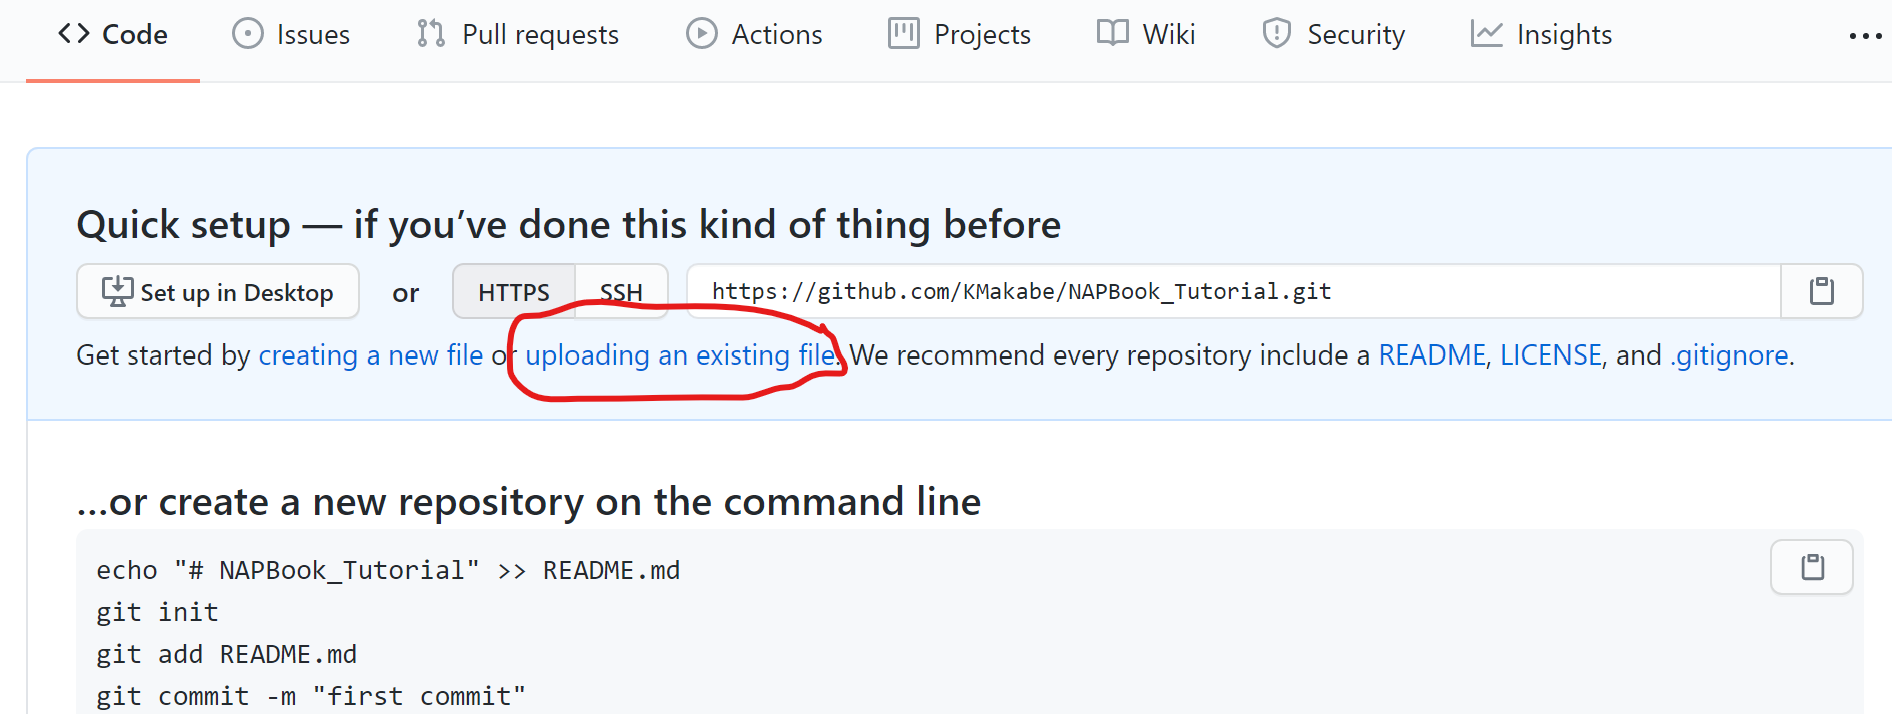 Code Issues Pull requests Actions Projects Wiki Security Insights ...
Quick setup — if you’ve done this kind of thing before
Set up in Desktop or HTTPS SSH https://github.com/KMakabe/NAPBook_Tutorial.git
Get started by creating a new file or uploading an existing file. We recommend every repository include a README, LICENSE, and .gitignore.
...or create a new repository on the command line
echo "# NAPBook_Tutorial" >> README.md
git init
git add README.md
git commit -m "first commit"